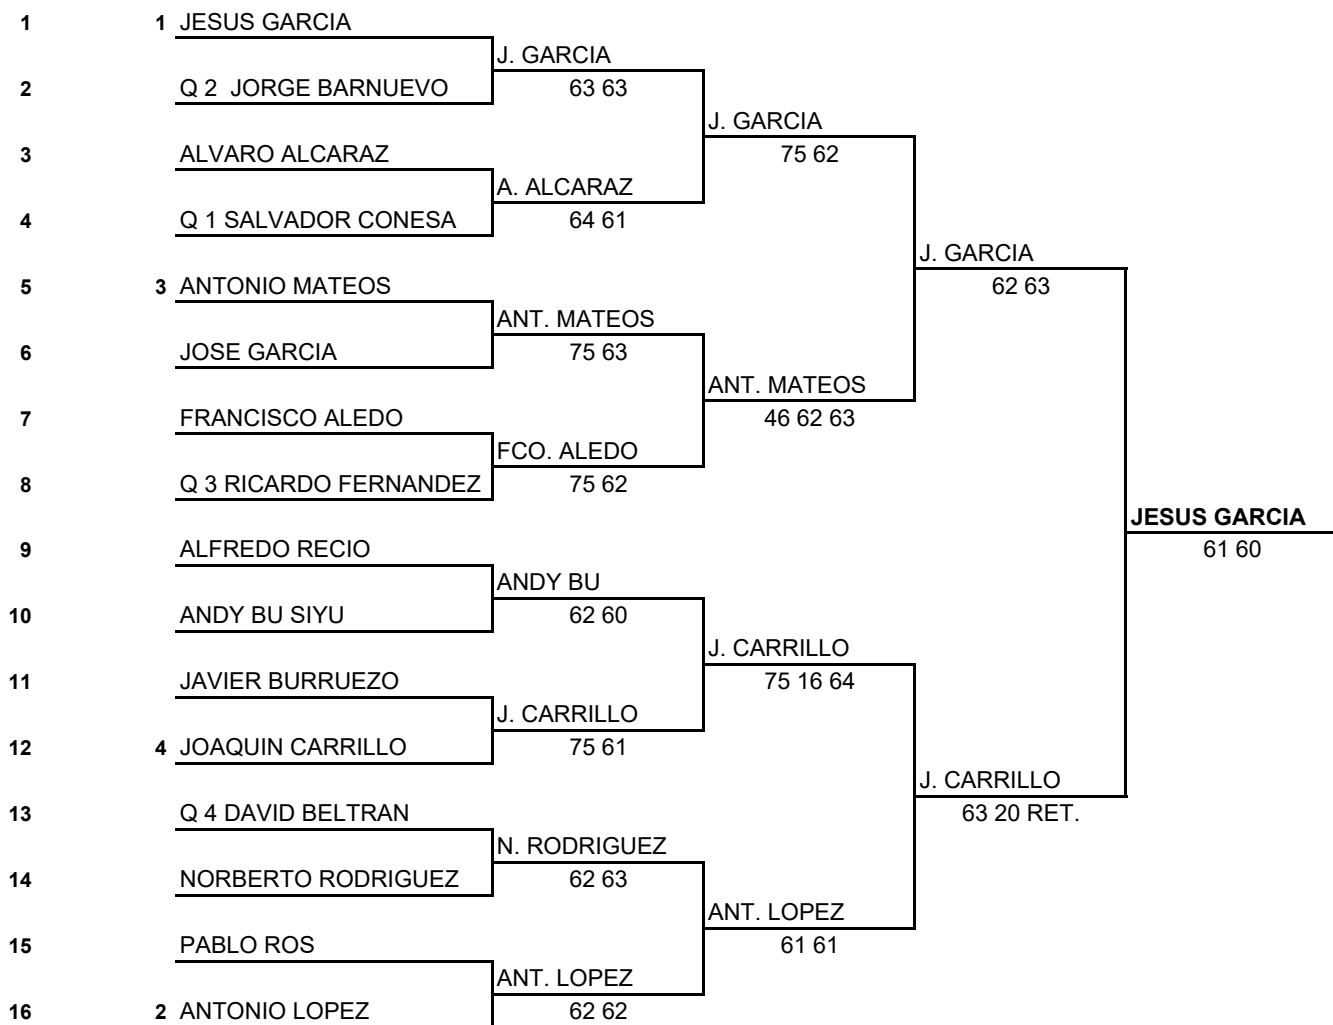 1 1 JESUS GARCIA
J. GARCIA
2 Q 2 JORGE BARNUEVO 63 63
J. GARCIA
3 ALVARO ALCARAZ 75 62
A. ALCARAZ
4 Q 1 SALVADOR CONESA 64 61
J. GARCIA
5 3 ANTONIO MATEOS 62 63
ANT. MATEOS
6 JOSE GARCIA 75 63
ANT. MATEOS
7 FRANCISCO ALEDO 46 62 63
FCO. ALEDO
8 Q 3 RICARDO FERNANDEZ 75 62
JESUS GARCIA
9 ALFREDO RECIO 61 60
ANDY BU
10 ANDY BU SIYU 62 60
J. CARRILLO
11 JAVIER BURRUEZO 75 16 64
J. CARRILLO
12 4 JOAQUIN CARRILLO 75 61
J. CARRILLO
13 Q 4 DAVID BELTRAN 63 20 RET.
N. RODRIGUEZ
14 NORBERTO RODRIGUEZ 62 63
ANT. LOPEZ
15 PABLO ROS 61 61
ANT. LOPEZ
16 2 ANTONIO LOPEZ 62 62